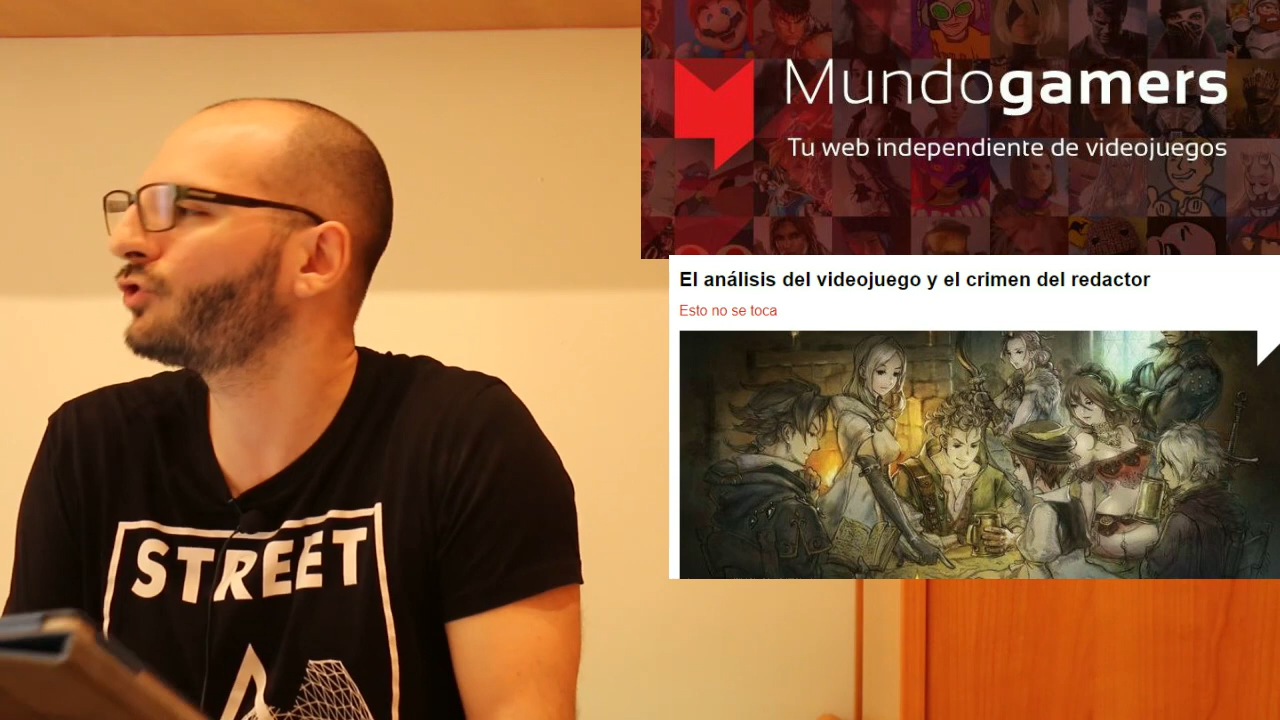 Mundogamers
Tu web independiente de videojuegos
El análisis del videojuego y el crimen del redactor
Esto no se toca
STREET